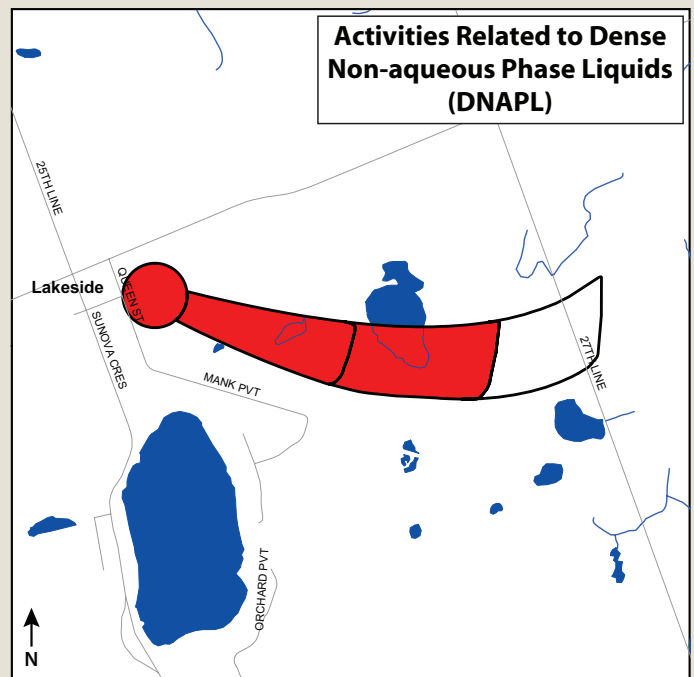 Activities Related to Dense
Non-aqueous Phase Liquids
(DNAPL)
25TH LINE
Lakeside
QUEEN ST
SUNOVA CRES
MANK PVT
27TH LINE
ORCHARD PVT
N